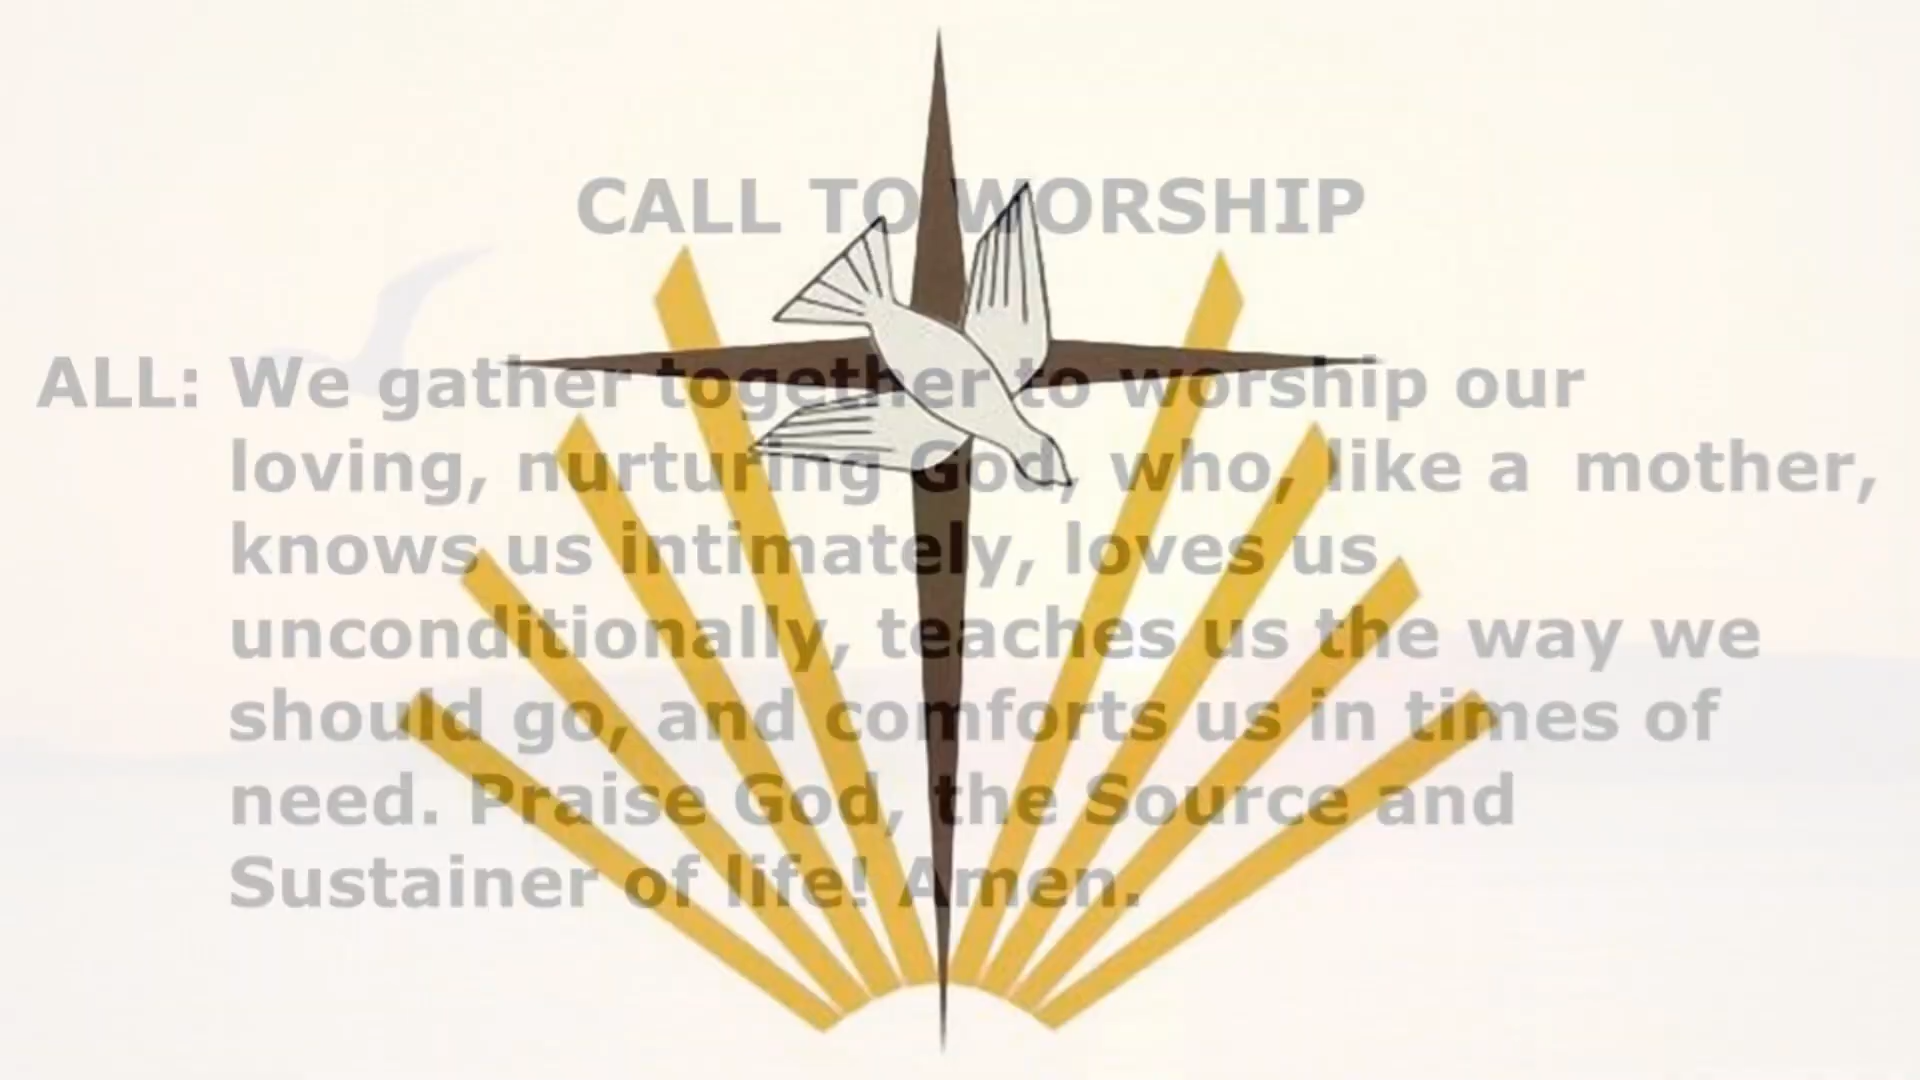 CALL TO WORSHIP
ALL: We gather together to worship our
loving, nurturing God, who, like a mother,
knows us intimately, loves us
unconditionally, teaches us the way we
should go, and comforts us in times of
need. Praise God, the Source and
Sustainer of life! Amen.